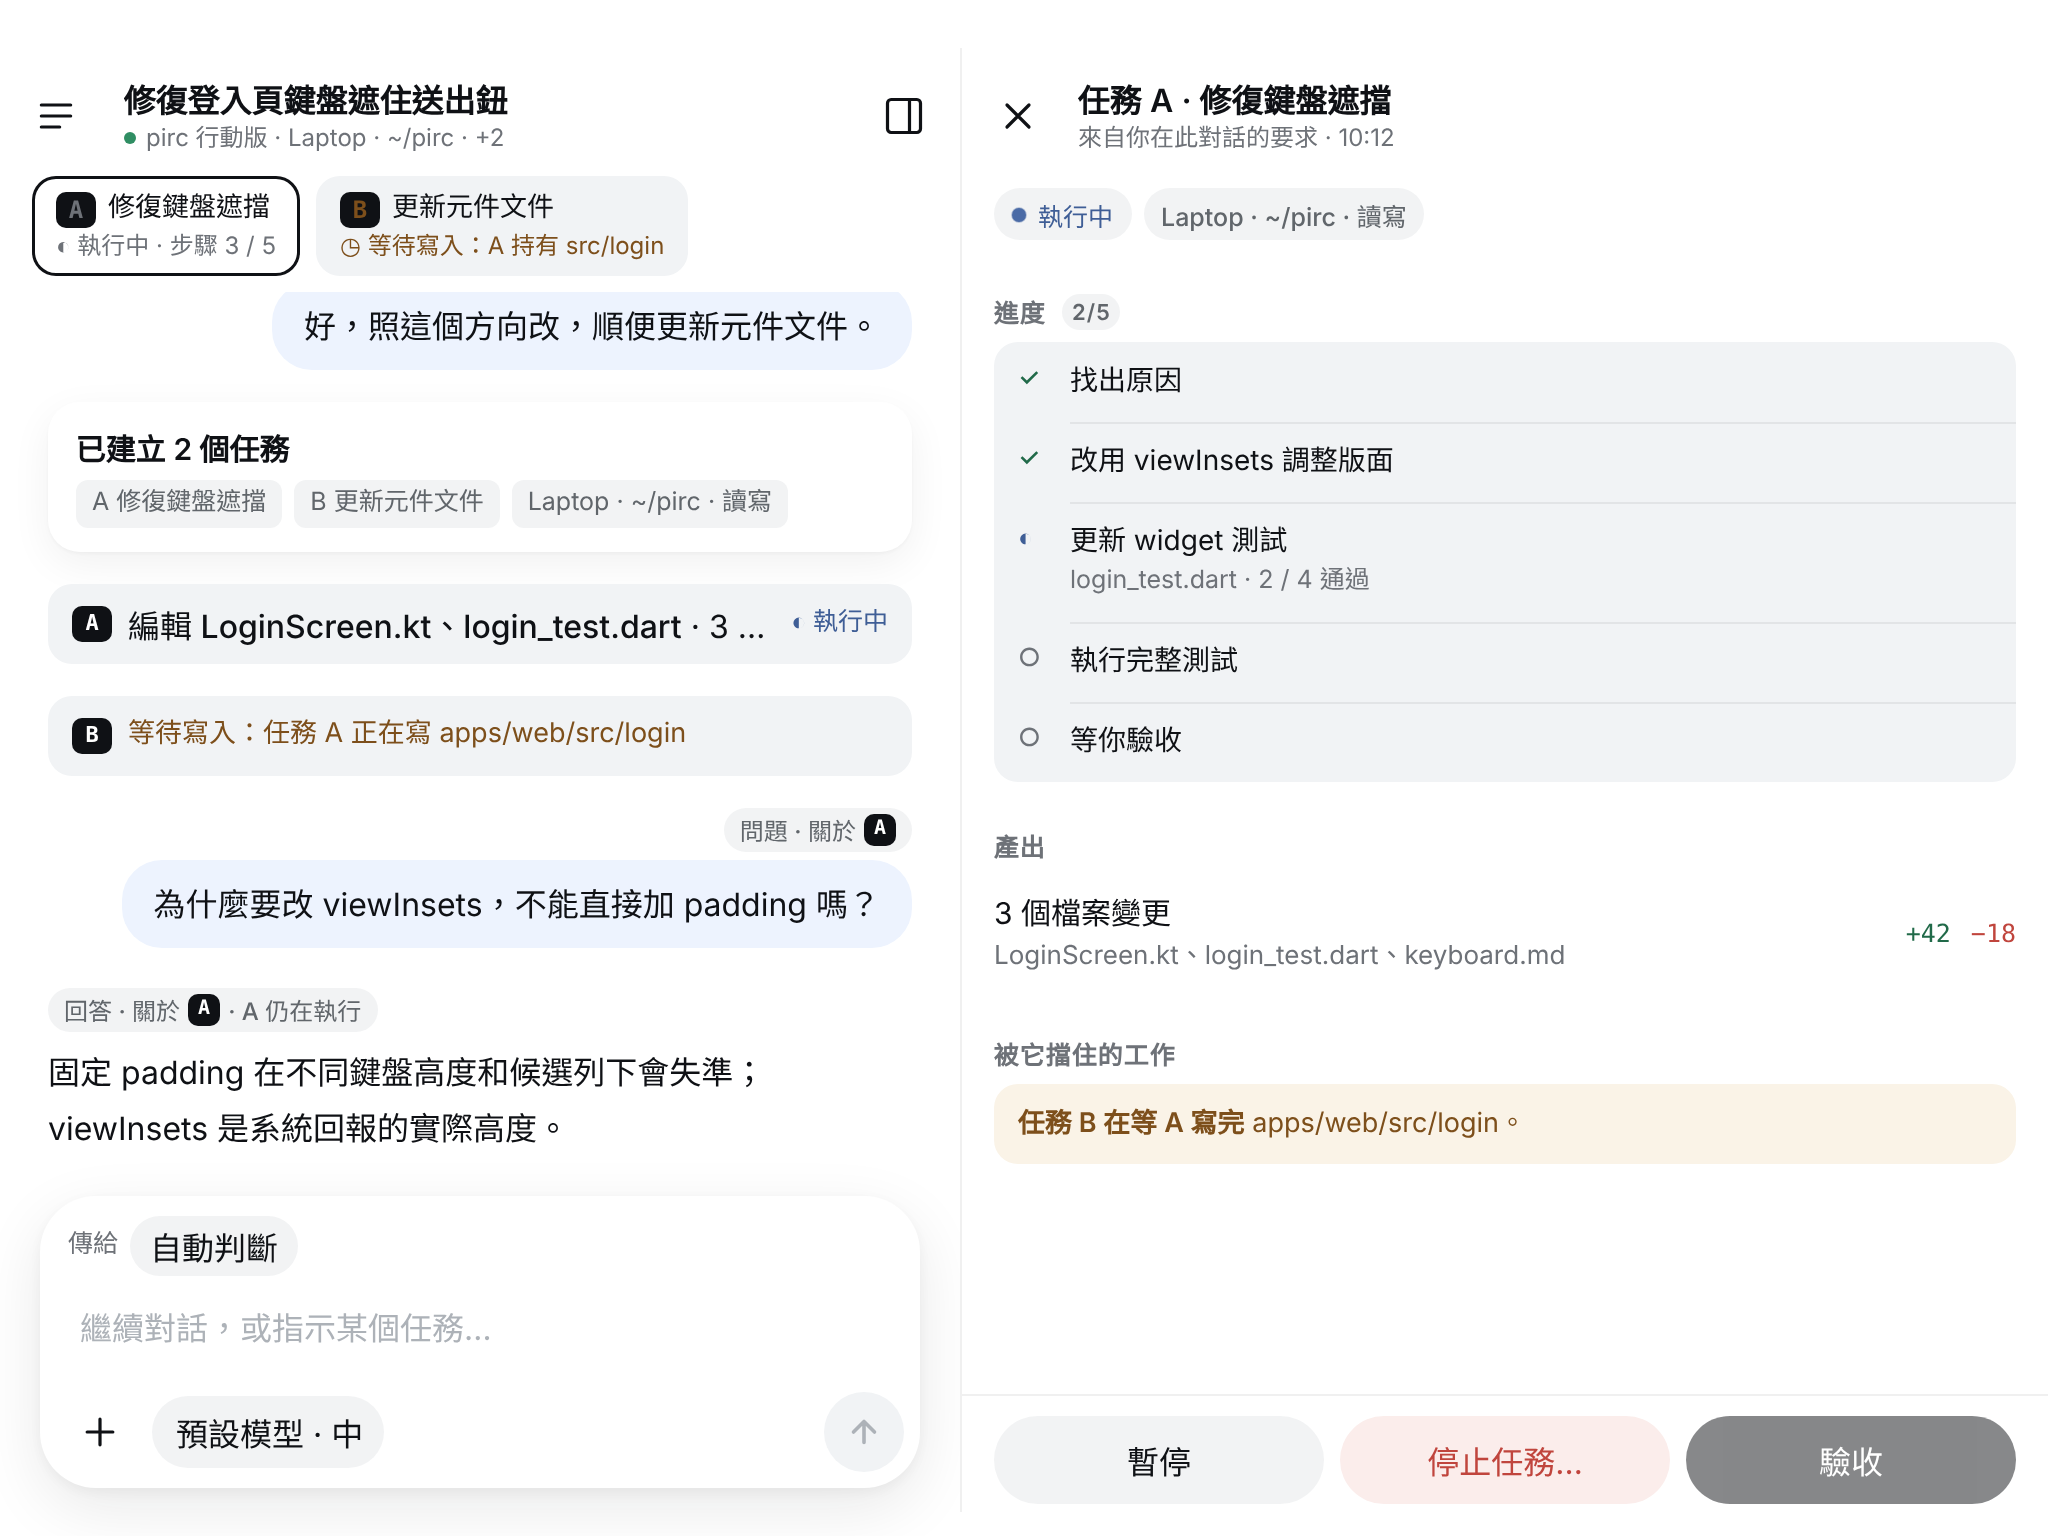 修復登入頁鍵盤遮住送出鈕
pirc 行動版 · Laptop · ~/pirc · +2
A 修復鍵盤遮擋
執行中 · 步驟 3 / 5
B 更新元件文件
等待寫入：A 持有 src/login
好，照這個方向改，順便更新元件文件。
已建立 2 個任務
A 修復鍵盤遮擋
B 更新元件文件
Laptop · ~/pirc · 讀寫
A 編輯 LoginScreen.kt、login_test.dart · 3 ... 執行中
B 等待寫入：任務 A 正在寫 apps/web/src/login
問題 · 關於 A
為什麼要改 viewInsets，不能直接加 padding 嗎？
回答 · 關於 A · A 仍在執行
固定 padding 在不同鍵盤高度和候選列下會失準；
viewInsets 是系統回報的實際高度。
傳給 自動判斷
繼續對話，或指示某個任務...
預設模型 · 中
任務 A · 修復鍵盤遮擋
來自你在此對話的要求 · 10:12
執行中
Laptop · ~/pirc · 讀寫
進度 2/5
找出原因
改用 viewInsets 調整版面
更新 widget 測試
login_test.dart · 2 / 4 通過
執行完整測試
等你驗收
產出
3 個檔案變更
LoginScreen.kt、login_test.dart、keyboard.md
+42 −18
被它擋住的工作
任務 B 在等 A 寫完 apps/web/src/login。
暫停
停止任務...
驗收